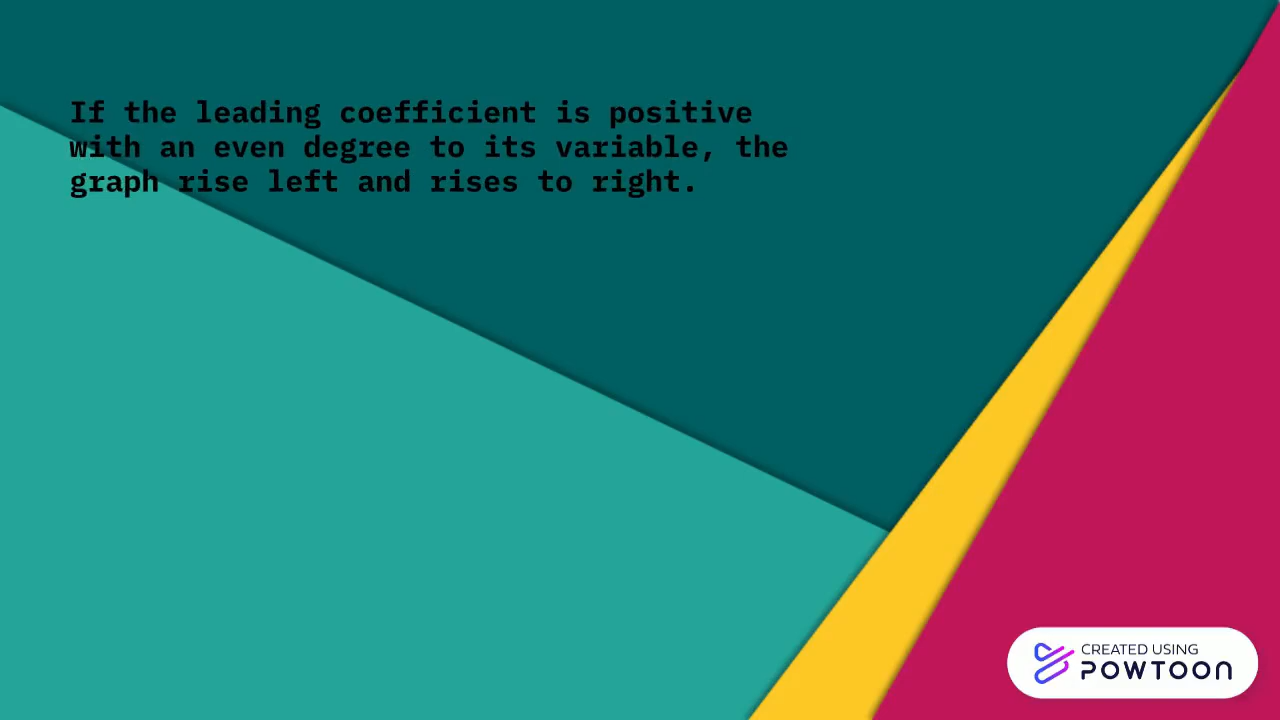 If the leading coefficient is positive
with an even degree to its variable, the
graph rise left and rises to right.
CREATED USING
POWTOON